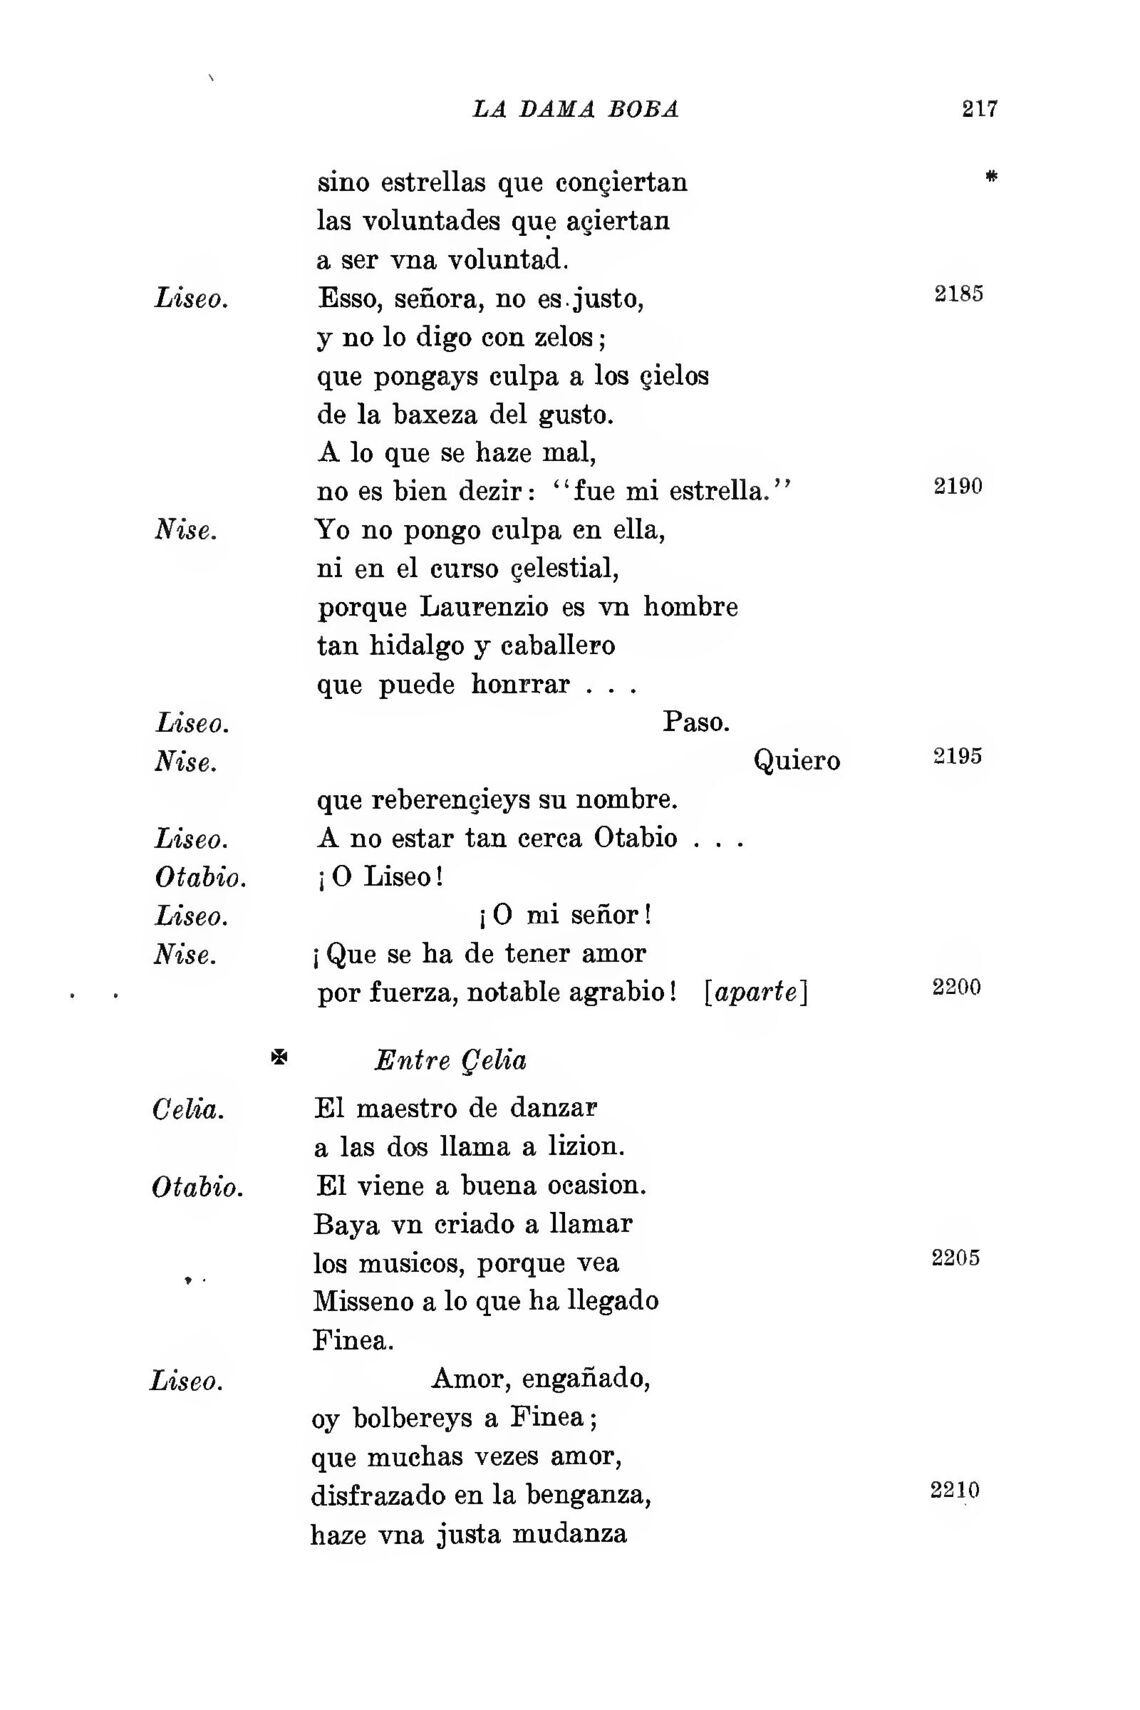 LA DAMA BOBA 217
sino estrellas que conçiertan *
las voluntades que açiertan
a ser vna voluntad.
Liseo. Esso, señora, no es justo, 2185
y no lo digo con zelos;
que pongays culpa a los çielos
de la baxeza del gusto.
A lo que se haze mal,
no es bien dezir: “fue mi estrella.” 2190
Nise. Yo no pongo culpa en ella,
ni en el curso çelestial,
porque Laurenzio es vn hombre
tan hidalgo y caballero
que puede honrrar . . .
Liseo. Paso.
Nise. Quiero 2195
que reberençieys su nombre.
Liseo. A no estar tan cerca Otabio . . .
Otabio. ¡O Liseo!
Liseo. ¡O mi señor!
Nise. ¡Que se ha de tener amor
por fuerza, notable agrabio! [aparte] 2200
✠ Entre Çelia
Celia. El maestro de danzar
a las dos llama a lizion.
Otabio. El viene a buena ocasion.
Baya vn criado a llamar
los musicos, porque vea 2205
Misseno a lo que ha llegado
Finea.
Liseo. Amor, engañado,
oy bolbereys a Finea;
que muchas vezes amor,
disfrazado en la benganza, 2210
haze vna justa mudanza